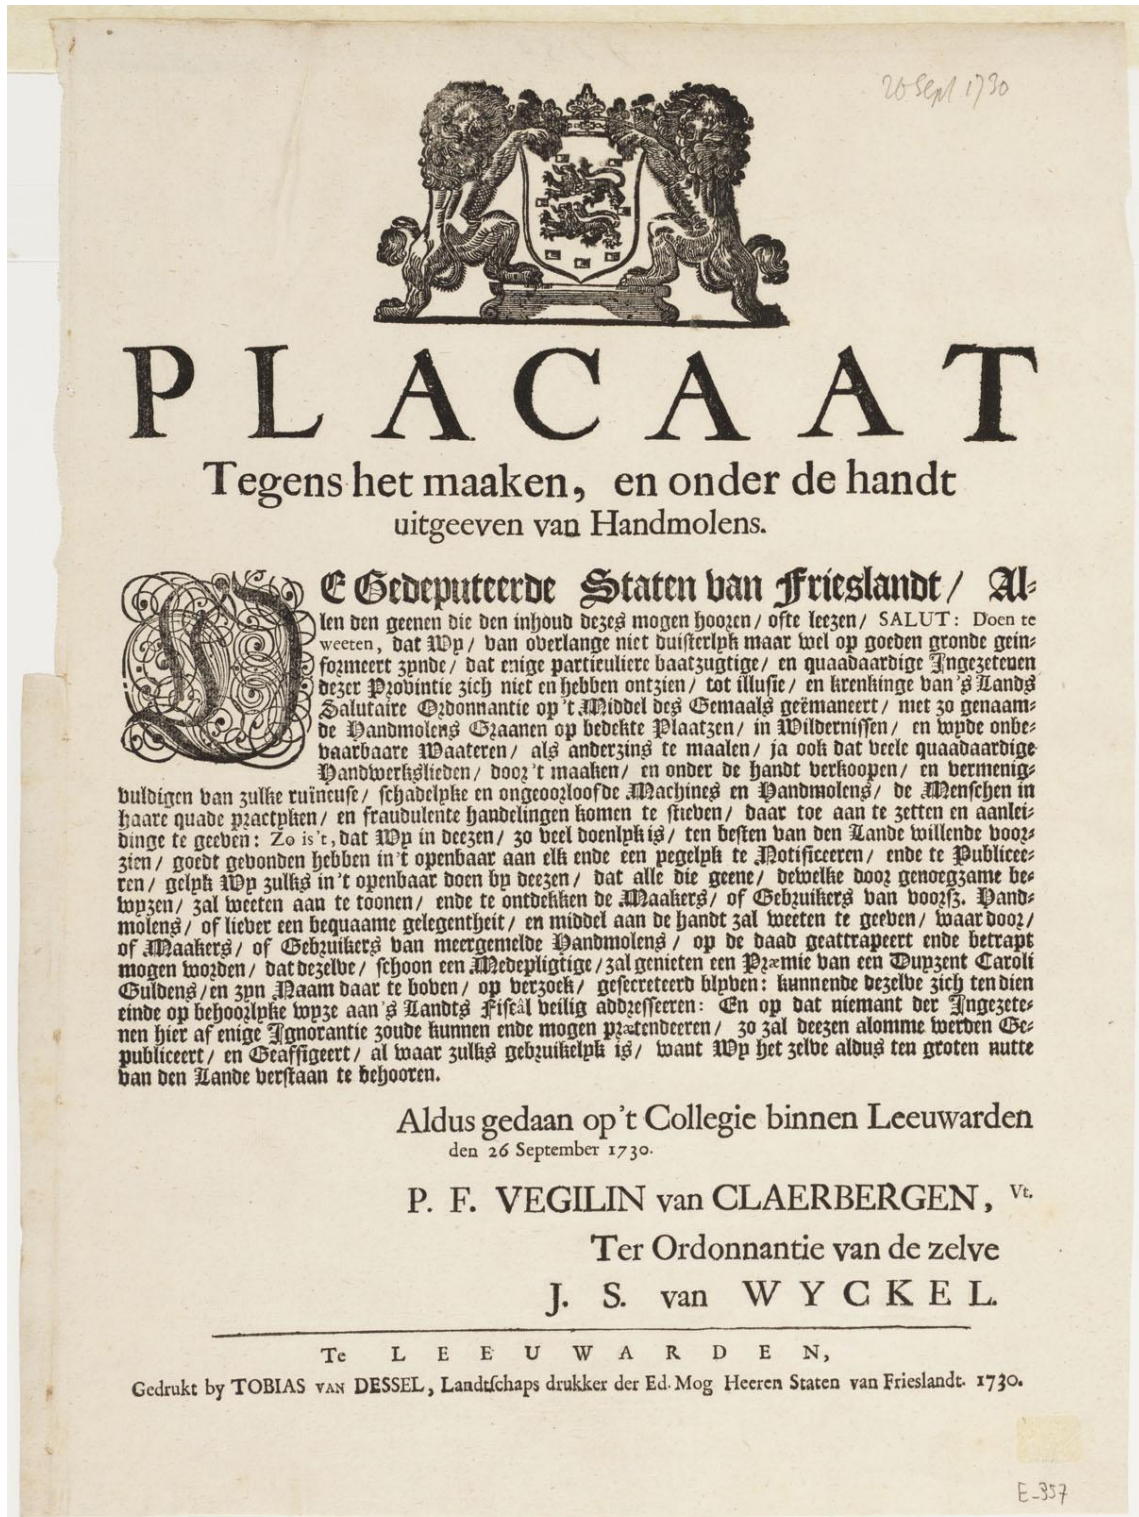 26 Sept 1730
PLACAAT
Tegens het maaken, en onder de handt
uitgeeven van Handmolens.
DE Gedeputeerde Staten van Frieslandt/ Al-
len den geenen die den inhoud dezes mogen hooren/ ofte leezen/ SALUT: Doen te
weeten, dat Wy/ van overlange niet duisterlyk maar wel op goeden gronde gein-
formeert zynde/ dat enige particuliere baatzugtige/ en quaadaardige Ingezetenen
dezer Provintie zich niet en hebben ontzien/ tot illusie/ en krenkinge van 's Lands
Salutaire Ordonnantie op 't Middel des Gemaals geëmaneert/ met zo genaam-
de Handmolens Graanen op bedekte Plaatzen/ in Wildernissen/ en wyde onbe-
vaarbaare Waateren/ als anderzins te maalen/ ja ook dat veele quaadaardige
Handwerkslieden/ door 't maaken/ en onder de handt verkoopen/ en vermenig-
vuldigen van zulke ruïneuse/ schadelyke en ongeoorloofde Machines en Handmolens/ de Menschen in
haare quade practyken/ en fraudulente handelingen komen te stieven/ daar toe aan te zetten en aanlei-
dinge te geeven: Zo is't, dat Wy in deezen/ zo veel doenlyk is/ ten besten van den Lande willende voor-
zien/ goedt gevonden hebben in't openbaar aan elk ende een yegelyk te Notificeeren/ ende te Publicee-
ren/ gelyk Wy zulks in't openbaar doen by deezen/ dat alle die geene/ dewelke door genoegzame be-
wyzen/ zal weeten aan te toonen/ ende te ontdekken de Maakers/ of Gebruikers van voorsz. Hand-
molens/ of liever een bequaame gelegentheit/ en middel aan de handt zal weeten te geeven/ waar door/
of Maakers/ of Gebruikers van meergemelde Handmolens/ op de daad geattrapeert ende betrapt
mogen worden/ dat dezelve/ schoon een Medepligtige/ zal genieten een Præmie van een Duyzent Caroli
Guldens/ en zyn Naam daar te boven/ op verzoek/ gesecreteerd blyven: kunnende dezelve zich ten dien
einde op behoorlyke wyze aan 's Landts Fiscâl veilig addresseeren: En op dat niemant der Ingezete-
nen hier af enige Ignorantie zoude kunnen ende mogen prætendeeren/ zo zal deezen alomme werden Ge-
publiceert/ en Geaffigeert/ al waar zulks gebruikelyk is/ want Wy het zelve aldus ten groten nutte
van den Lande verstaan te behooren.
Aldus gedaan op't Collegie binnen Leeuwarden
den 26 September 1730.
P. F. VEGILIN van CLAERBERGEN, Vt.
Ter Ordonnantie van de zelve
J. S. van WYCKEL.
Te LEEUWARDEN,
Gedrukt by TOBIAS VAN DESSEL, Landtschaps drukker der Ed. Mog Heeren Staten van Frieslandt. 1730.
E-357